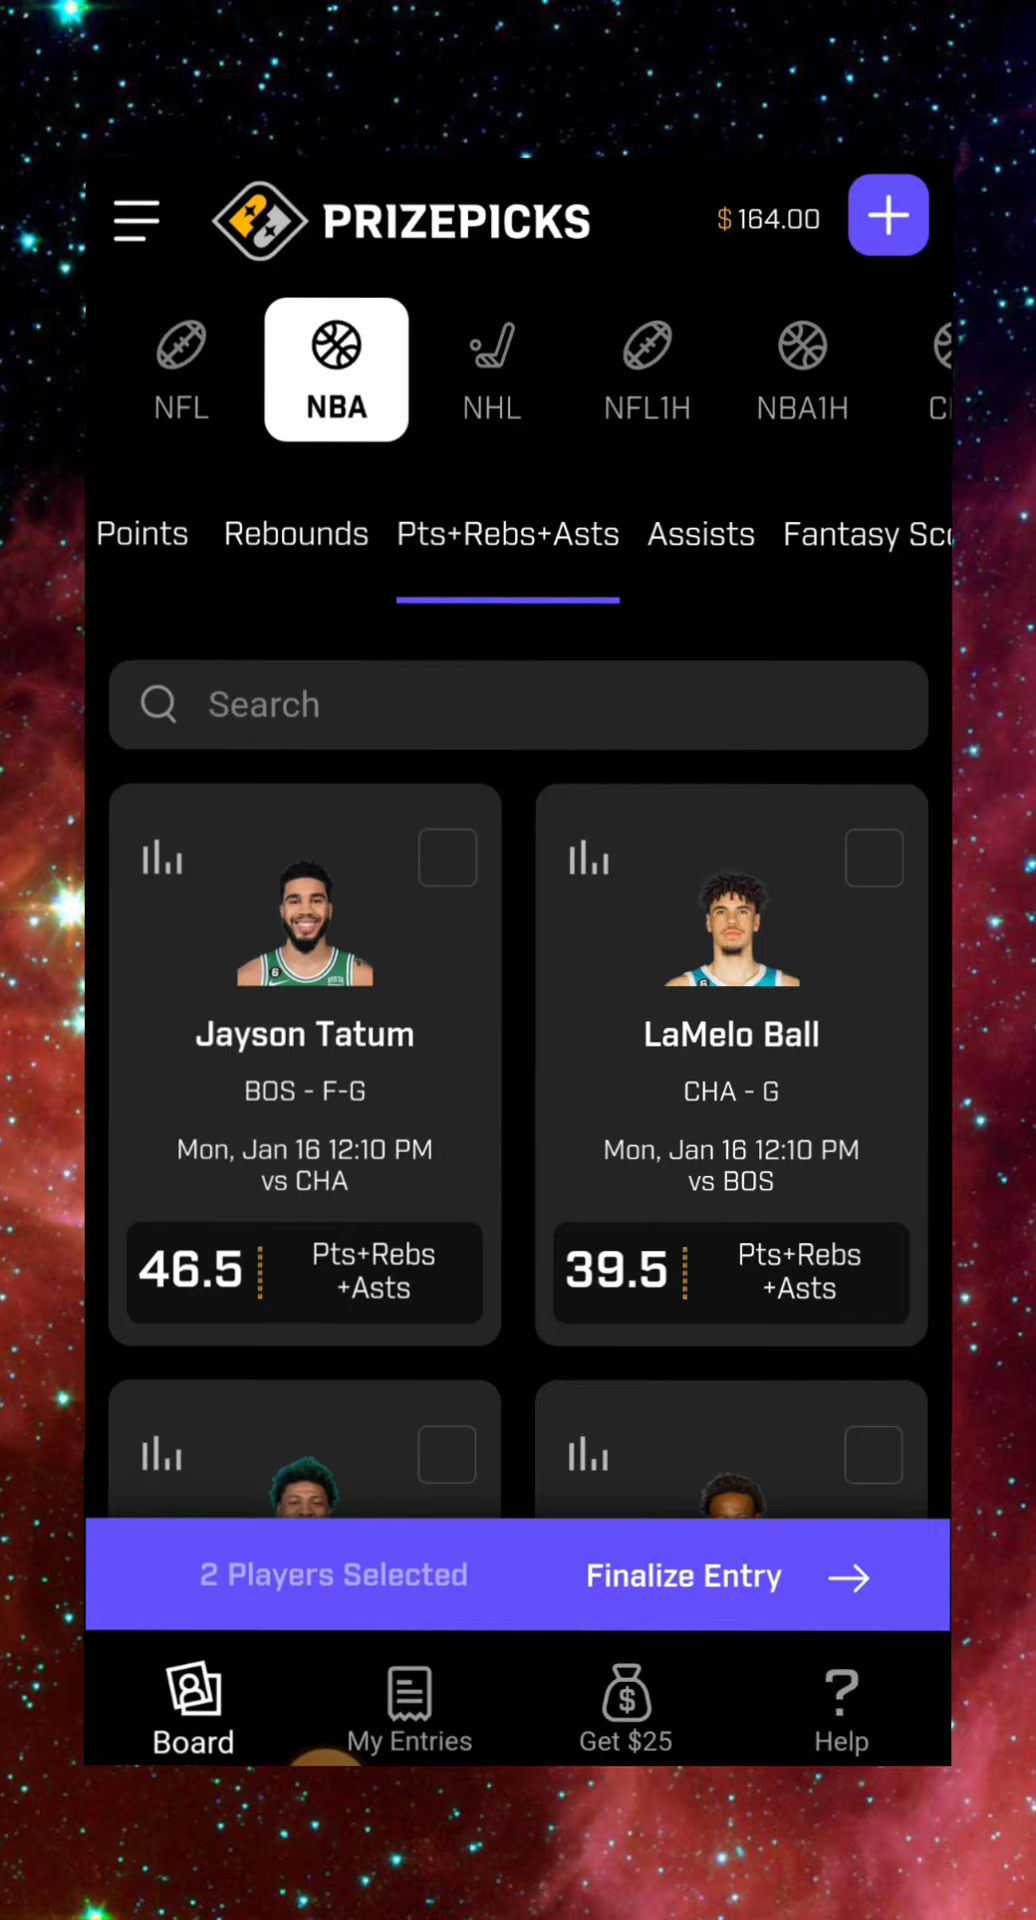 PRIZEPICKS
$ 164.00
NFL
NBA
NHL
NFL1H
NBA1H
Points
Rebounds
Pts+Rebs+Asts
Assists
Fantasy
Search
6
Jayson Tatum
BOS - F-G
Mon, Jan 16 12:10 PM
vs CHA
46.5
Pts+Rebs
+Asts
LaMelo Ball
CHA - G
Mon, Jan 16 12:10 PM
vs BOS
39.5
Pts+Rebs
+Asts
2 Players Selected
Finalize Entry
Board
My Entries
Get $25
Help